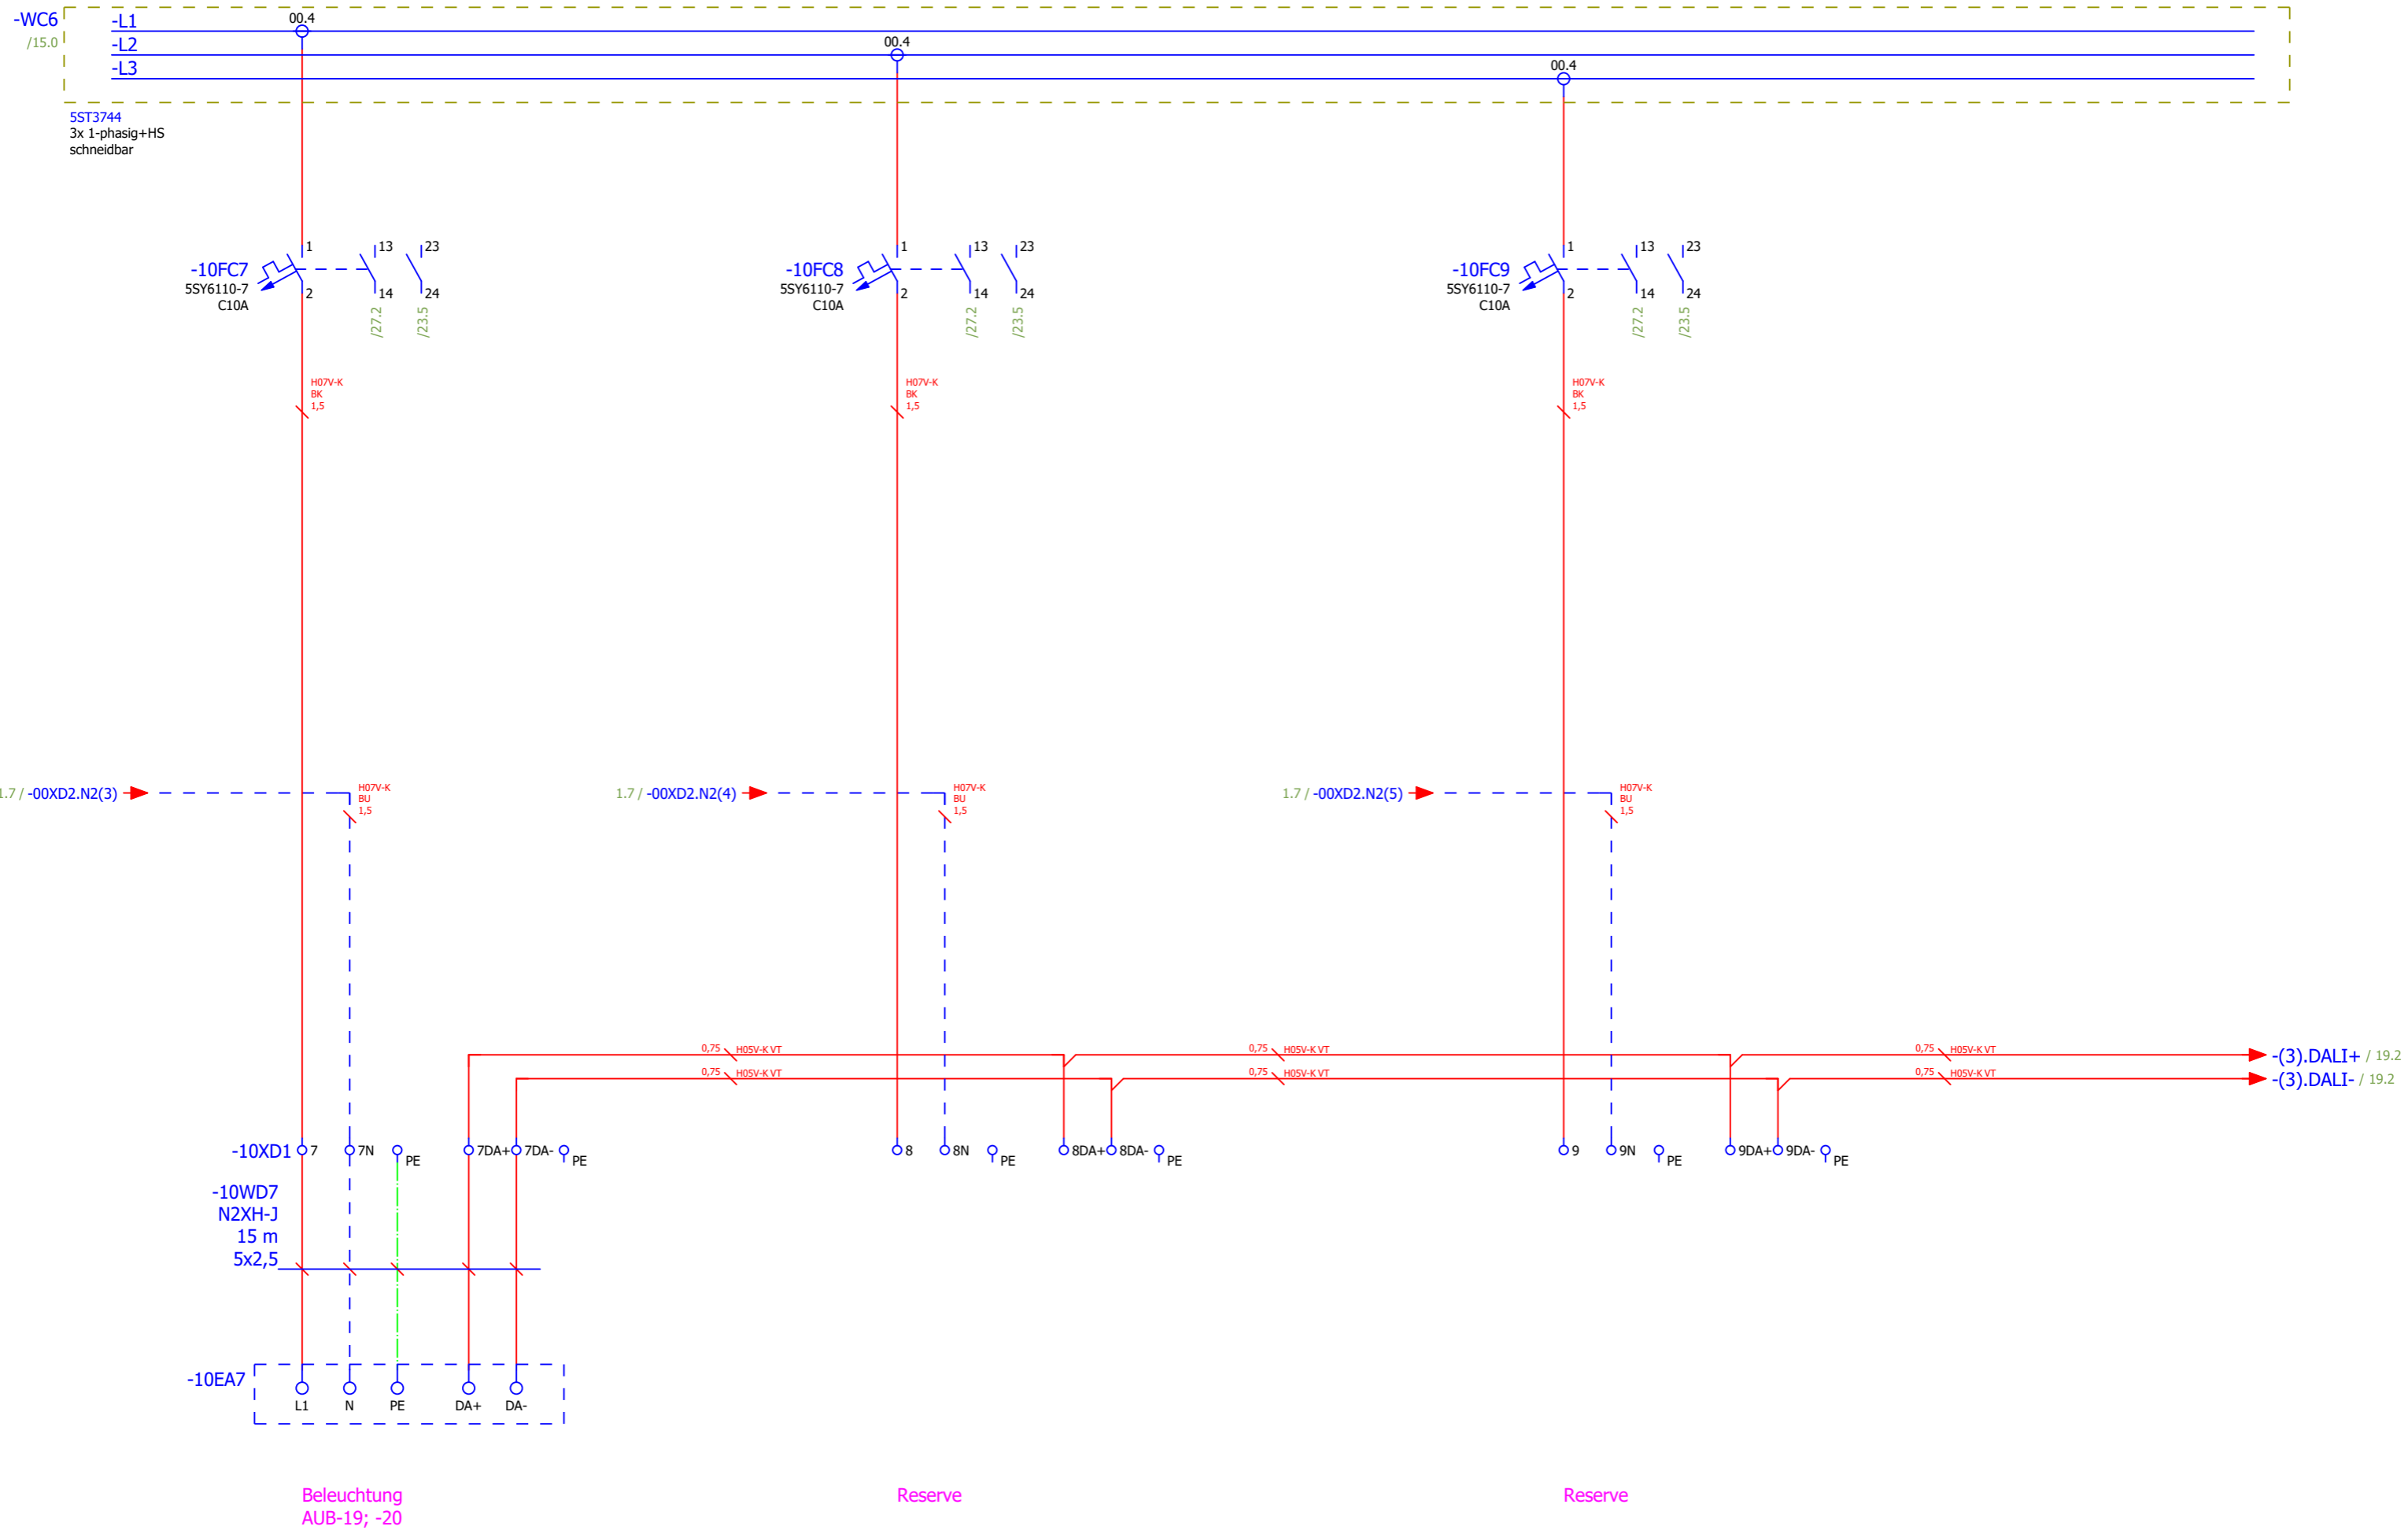 -WC6
/15.0
-L1
-L2
-L3
00.4
00.4
00.4
5ST3744
3x 1-phasig+HS
schneidbar
-10FC7
5SY6110-7
C10A
1
2
13
14
/27.2
23
24
/23.5
-10FC8
5SY6110-7
C10A
1
2
13
14
/27.2
23
24
/23.5
-10FC9
5SY6110-7
C10A
1
2
13
14
/27.2
23
24
/23.5
H07V-K
BK
1,5
H07V-K
BK
1,5
H07V-K
BK
1,5
1.7 / -00XD2.N2(3)
H07V-K
BU
1,5
1.7 / -00XD2.N2(4)
H07V-K
BU
1,5
1.7 / -00XD2.N2(5)
H07V-K
BU
1,5
0,75 H05V-K VT
0,75 H05V-K VT
0,75 H05V-K VT
-(3).DALI+ / 19.2
0,75 H05V-K VT
0,75 H05V-K VT
0,75 H05V-K VT
-(3).DALI- / 19.2
-10XD1
7
7N
PE
7DA+
7DA-
PE
8
8N
PE
8DA+
8DA-
PE
9
9N
PE
9DA+
9DA-
PE
-10WD7
N2XH-J
15 m
5x2,5
-10EA7
L1
N
PE
DA+
DA-
Beleuchtung
AUB-19; -20
Reserve
Reserve